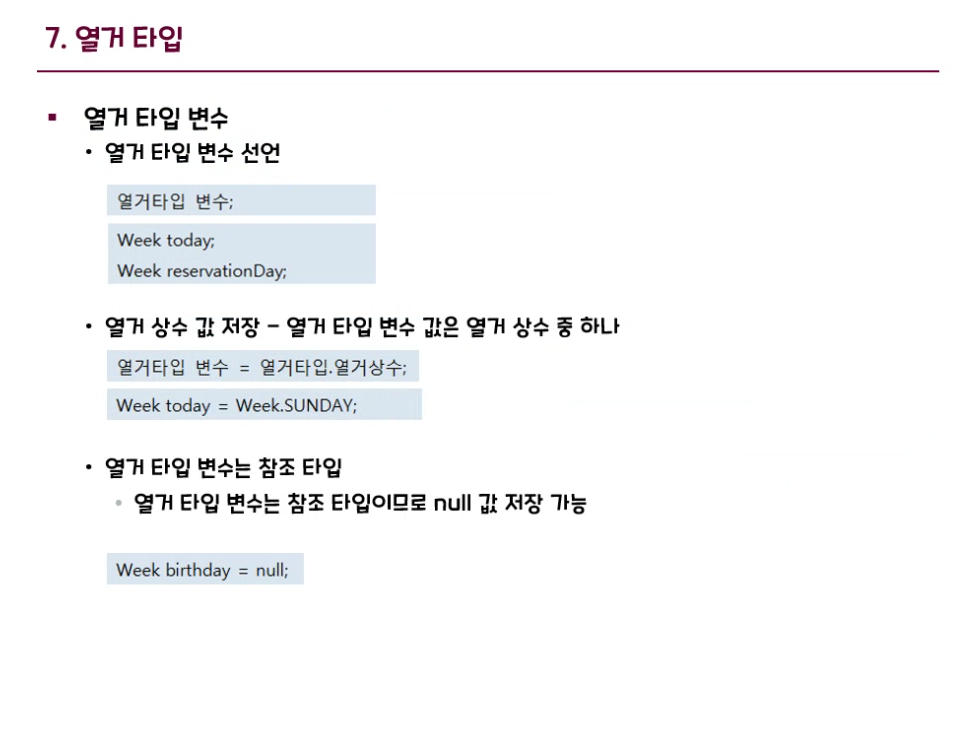 7. 열거 타입
▪ 열거 타입 변수
• 열거 타입 변수 선언
열거타입 변수;
Week today;
Week reservationDay;
• 열거 상수 값 저장 – 열거 타입 변수 값은 열거 상수 중 하나
열거타입 변수 = 열거타입.열거상수;
Week today = Week.SUNDAY;
• 열거 타입 변수는 참조 타입
• 열거 타입 변수는 참조 타입이므로 null 값 저장 가능
Week birthday = null;